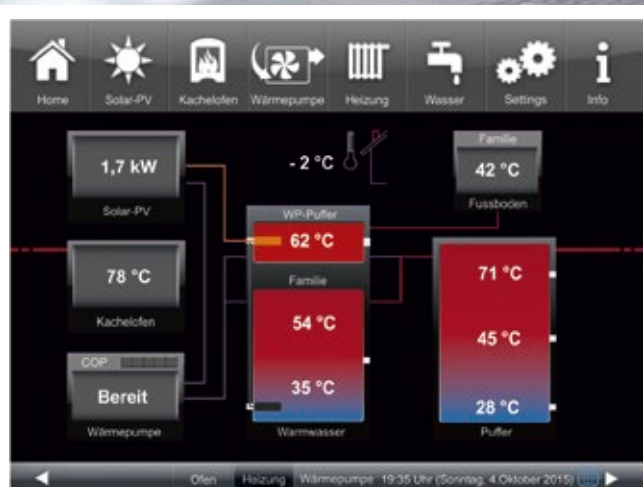 Home Solar-PV Kachelofen Wärmepumpe Heizung Wasser Settings Info
1,7 kW
Solar-PV
- 2 °C
Familie
42 °C
Fussboden
WP-Puffer
62 °C
78 °C
Kachelofen
Familie
54 °C
35 °C
Warmwasser
71 °C
45 °C
28 °C
Puffer
COP
Bereit
Wärmepumpe
Ofen Heizung Wärmepumpe 19:35 Uhr (Sonntag, 4.Oktober 2015)